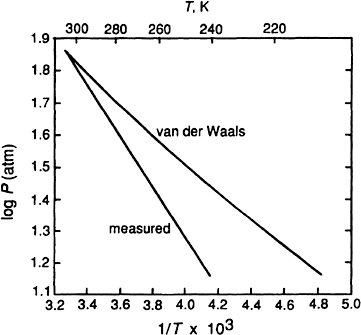 T, K
300 280 260 240 220
1.9
1.8
1.7
1.6
1.5
1.4
1.3
1.2
1.1
log P (atm)
van der Waals
measured
3.2 3.4 3.6 3.8 4.0 4.2 4.4 4.6 4.8 5.0
1/T x 10³